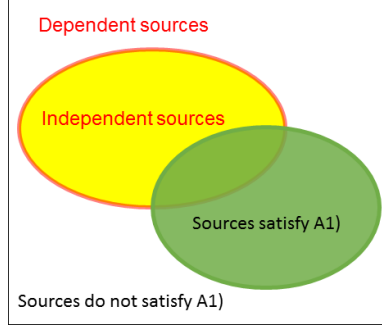 Dependent sources
Independent sources
Sources satisfy A1)
Sources do not satisfy A1)